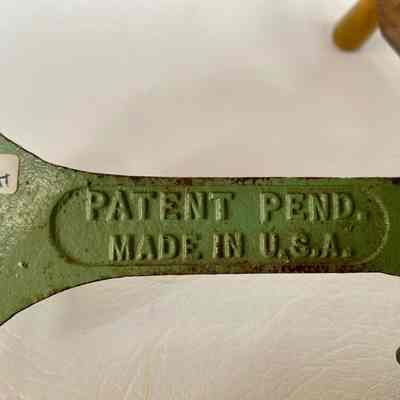 PATENT PEND.
MADE IN U.S.A.